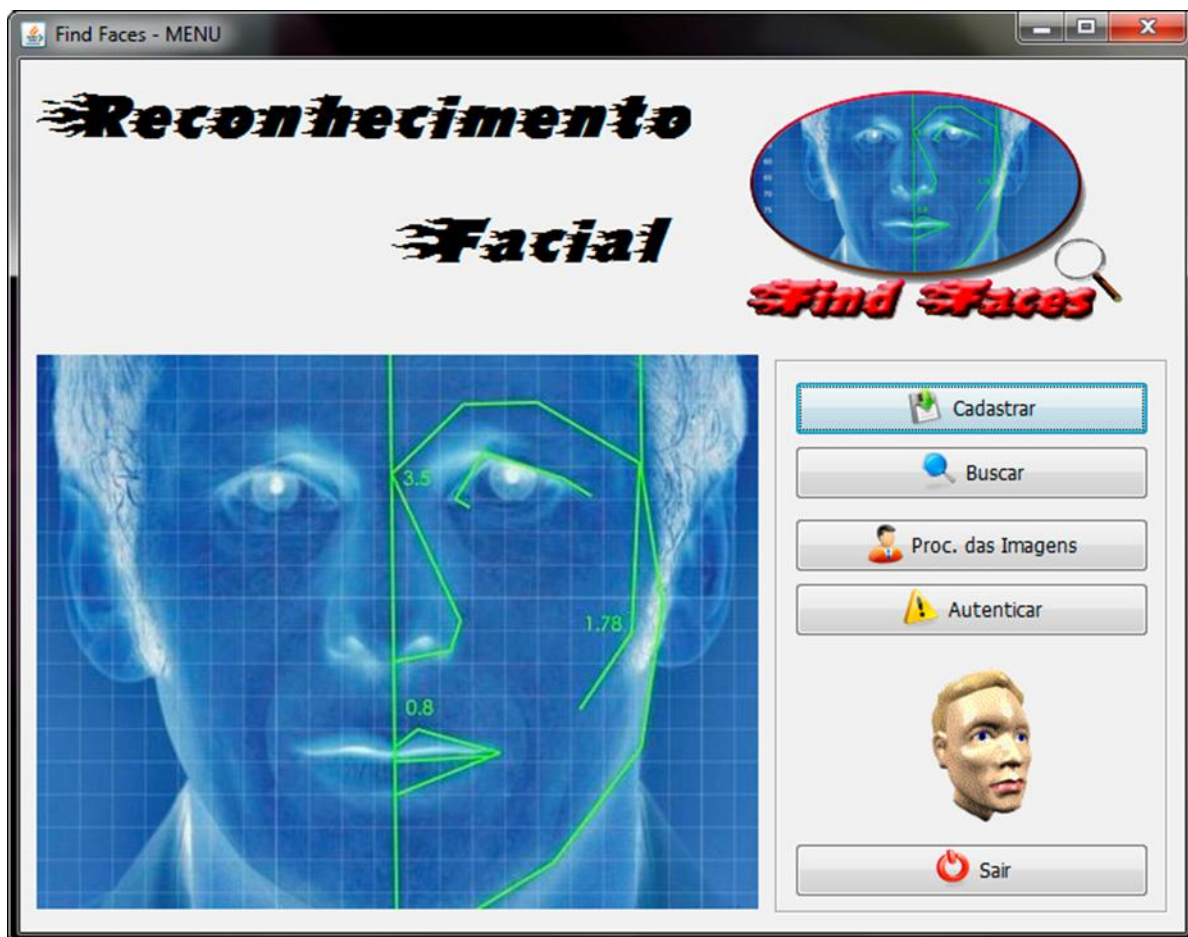 Find Faces - MENU
Reconhecimento
Facial
Find Faces
3.5
1.78
0.8
Cadastrar
Buscar
Proc. das Imagens
Autenticar
Sair